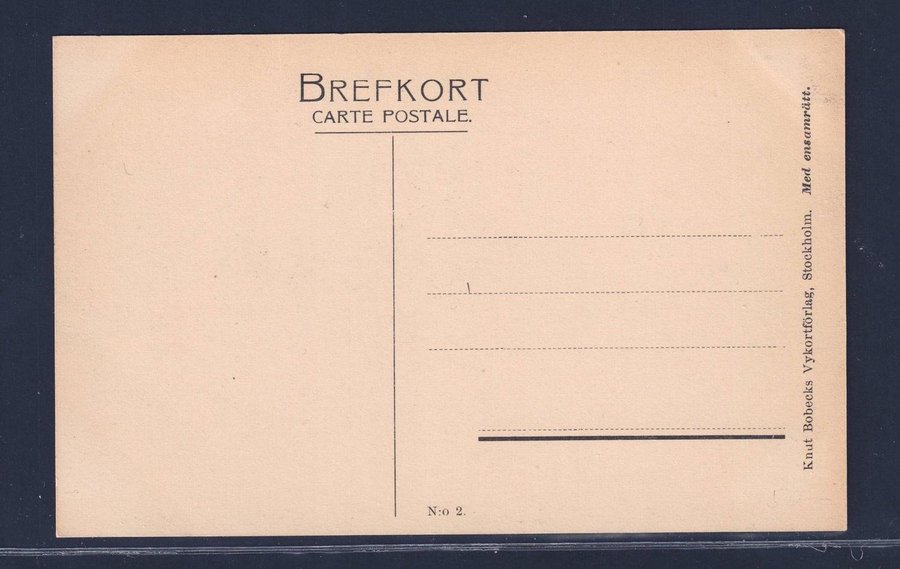 BREFKORT
CARTE POSTALE.
N:o 2.
Knut Bobecks Vykortförlag, Stockholm. Med ensamrätt.